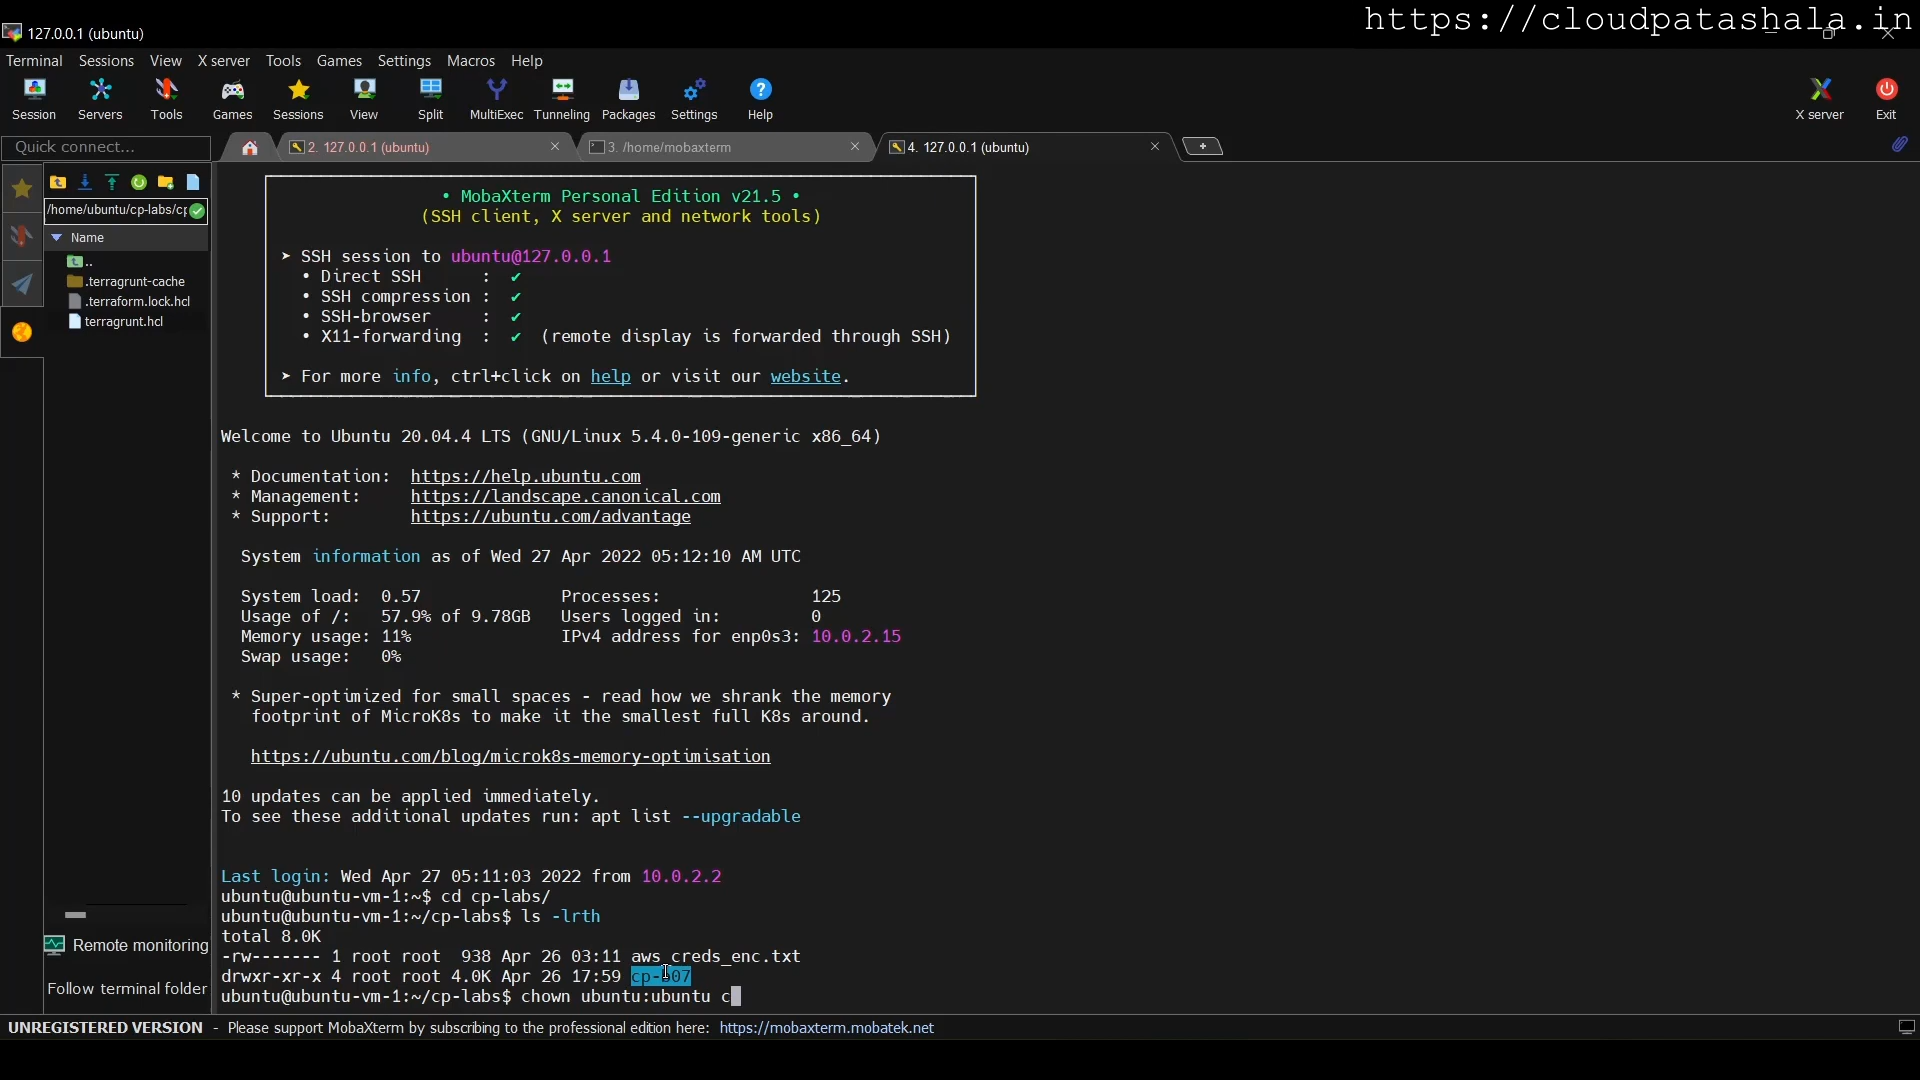 https://cloudpatashala.in
127.0.0.1 (ubuntu)
Terminal Sessions View X server Tools Games Settings Macros Help
Session Servers Tools Games Sessions View Split MultiExec Tunneling Packages Settings Help X server Exit
Quick connect... 2. 127.0.0.1 (ubuntu) 3. /home/mobaxterm 4. 127.0.0.1 (ubuntu)
/home/ubuntu/cp-labs/cp
Name
..
.terragrunt-cache
.terraform.lock.hcl
terragrunt.hcl
Remote monitoring
Follow terminal folder
• MobaXterm Personal Edition v21.5 •
(SSH client, X server and network tools)
➤ SSH session to ubuntu@127.0.0.1
• Direct SSH : ✔
• SSH compression : ✔
• SSH-browser : ✔
• X11-forwarding : ✔ (remote display is forwarded through SSH)
➤ For more info, ctrl+click on help or visit our website.
Welcome to Ubuntu 20.04.4 LTS (GNU/Linux 5.4.0-109-generic x86_64)
* Documentation: https://help.ubuntu.com
* Management: https://landscape.canonical.com
* Support: https://ubuntu.com/advantage
System information as of Wed 27 Apr 2022 05:12:10 AM UTC
System load: 0.57 Processes: 125
Usage of /: 57.9% of 9.78GB Users logged in: 0
Memory usage: 11% IPv4 address for enp0s3: 10.0.2.15
Swap usage: 0%
* Super-optimized for small spaces - read how we shrank the memory
footprint of MicroK8s to make it the smallest full K8s around.
https://ubuntu.com/blog/microk8s-memory-optimisation
10 updates can be applied immediately.
To see these additional updates run: apt list --upgradable
Last login: Wed Apr 27 05:11:03 2022 from 10.0.2.2
ubuntu@ubuntu-vm-1:~$ cd cp-labs/
ubuntu@ubuntu-vm-1:~/cp-labs$ ls -lrth
total 8.0K
-rw------- 1 root root 938 Apr 26 03:11 aws_creds_enc.txt
drwxr-xr-x 4 root root 4.0K Apr 26 17:59
ubuntu@ubuntu-vm-1:~/cp-labs$ chown ubuntu:ubuntu c
UNREGISTERED VERSION - Please support MobaXterm by subscribing to the professional edition here: https://mobaxterm.mobatek.net